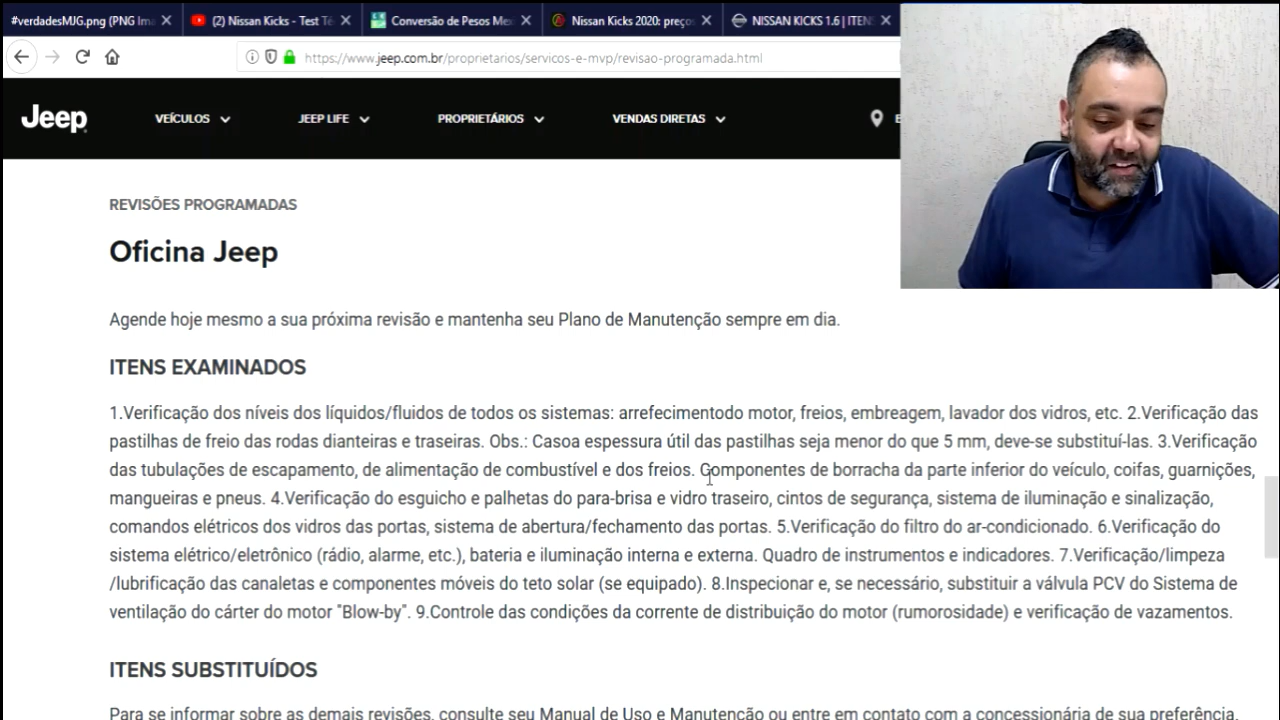 #verdadesMJG.png (PNG Ima
(2) Nissan Kicks - Test Te
Conversão de Pesos Me
Nissan Kicks 2020: preço
NISSAN KICKS 1.6 | ITEN
https://www.jeep.com.br/proprietarios/servicos-e-mvp/revisao-programada.html
Jeep
VEÍCULOS
JEEP LIFE
PROPRIETÁRIOS
VENDAS DIRETAS
REVISÕES PROGRAMADAS
Oficina Jeep
Agende hoje mesmo a sua próxima revisão e mantenha seu Plano de Manutenção sempre em dia.
ITENS EXAMINADOS
1.Verificação dos níveis dos líquidos/fluidos de todos os sistemas: arrefecimentodo motor, freios, embreagem, lavador dos vidros, etc. 2.Verificação das
pastilhas de freio das rodas dianteiras e traseiras. Obs.: Casoa espessura útil das pastilhas seja menor do que 5 mm, deve-se substituí-las. 3.Verificação
das tubulações de escapamento, de alimentação de combustível e dos freios. Componentes de borracha da parte inferior do veículo, coifas, guarnições,
mangueiras e pneus. 4.Verificação do esguicho e palhetas do para-brisa e vidro traseiro, cintos de segurança, sistema de iluminação e sinalização,
comandos elétricos dos vidros das portas, sistema de abertura/fechamento das portas. 5.Verificação do filtro do ar-condicionado. 6.Verificação do
sistema elétrico/eletrônico (rádio, alarme, etc.), bateria e iluminação interna e externa. Quadro de instrumentos e indicadores. 7.Verificação/limpeza
/lubrificação das canaletas e componentes móveis do teto solar (se equipado). 8.Inspecionar e, se necessário, substituir a válvula PCV do Sistema de
ventilação do cárter do motor "Blow-by". 9.Controle das condições da corrente de distribuição do motor (rumorosidade) e verificação de vazamentos.
ITENS SUBSTITUÍDOS
Para se informar sobre as demais revisões, consulte seu Manual de Uso e Manutenção ou entre em contato com a concessionária de sua preferência.